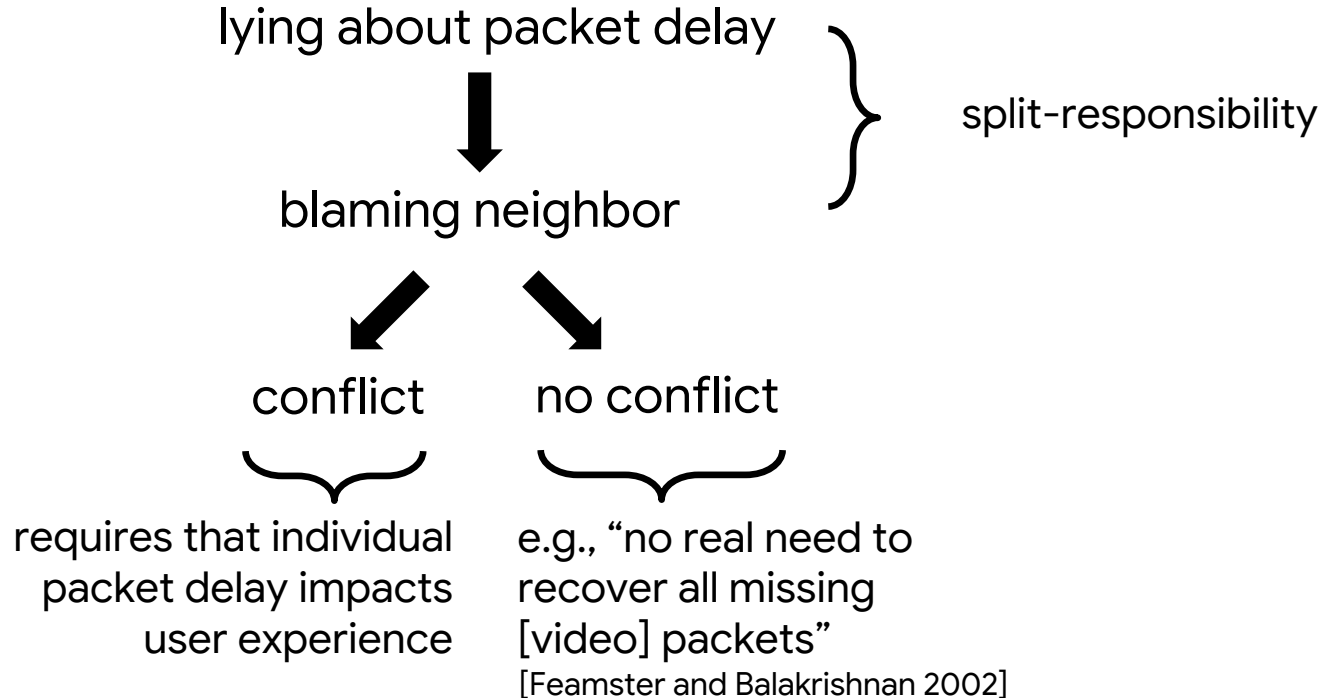 lying about packet delay
split-responsibility
blaming neighbor
conflict
no conflict
requires that individual
packet delay impacts
user experience
e.g., “no real need to
recover all missing
[video] packets”
[Feamster and Balakrishnan 2002]